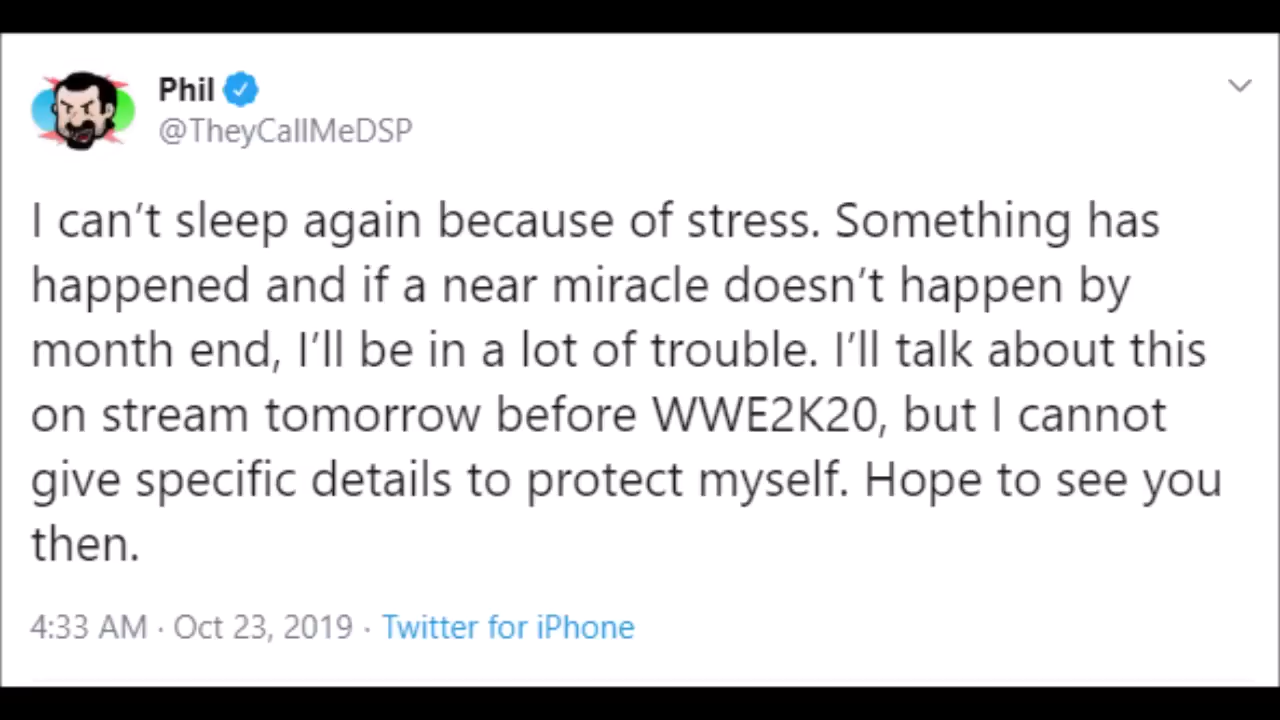 Phil
@TheyCallMeDSP
I can’t sleep again because of stress. Something has
happened and if a near miracle doesn’t happen by
month end, I’ll be in a lot of trouble. I’ll talk about this
on stream tomorrow before WWE2K20, but I cannot
give specific details to protect myself. Hope to see you
then.
4:33 AM · Oct 23, 2019 · Twitter for iPhone